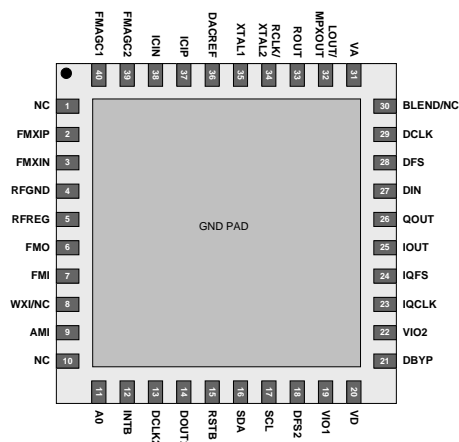 FMAGC1
FMAGC2
ICIN
ICIP
DACREF
XTAL1
RCLK/
XTAL2
ROUT
LOUT/
MPXOUT
VA
40
39
38
37
36
35
34
33
32
31
NC 1
FMXIP 2
FMXIN 3
RFGND 4
RFREG 5
FMO 6
FMI 7
WXI/NC 8
AMI 9
NC 10
GND PAD
30 BLEND/NC
29 DCLK
28 DFS
27 DIN
26 QOUT
25 IOUT
24 IQFS
23 IQCLK
22 VIO2
21 DBYP
11
12
13
14
15
16
17
18
19
20
A0
INTB
RSTB
SDA
SCL
DFS2
VIO1
VD